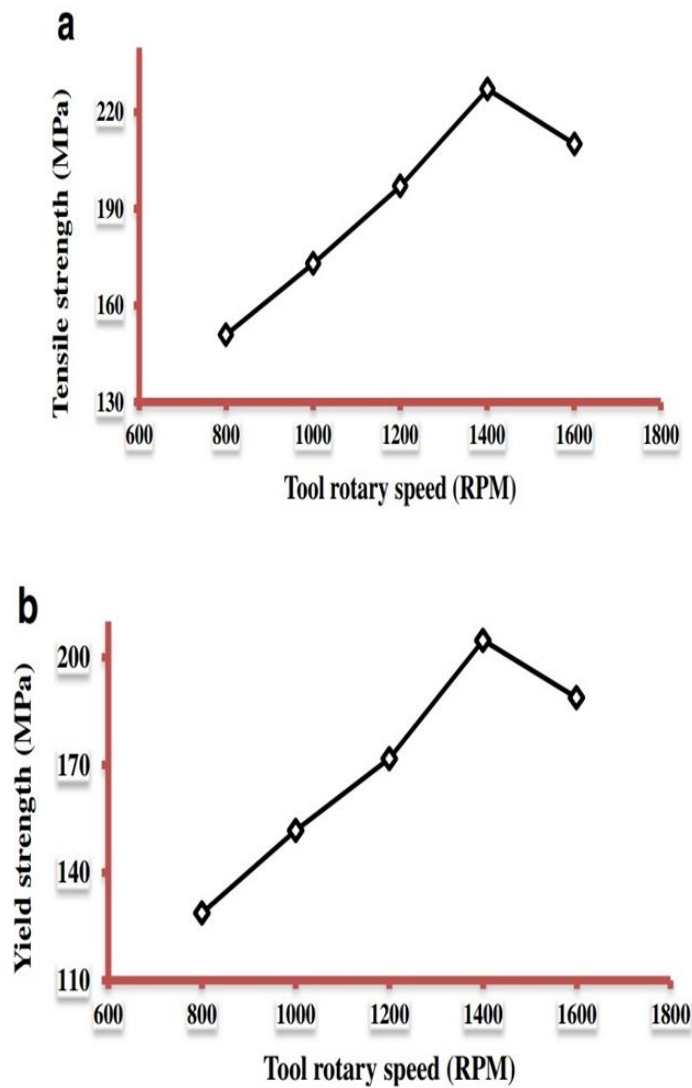 a
Tensile strength (MPa)
220
190
160
130
600 800 1000 1200 1400 1600 1800
Tool rotary speed (RPM)
b
Yield strength (MPa)
200
170
140
110
600 800 1000 1200 1400 1600 1800
Tool rotary speed (RPM)